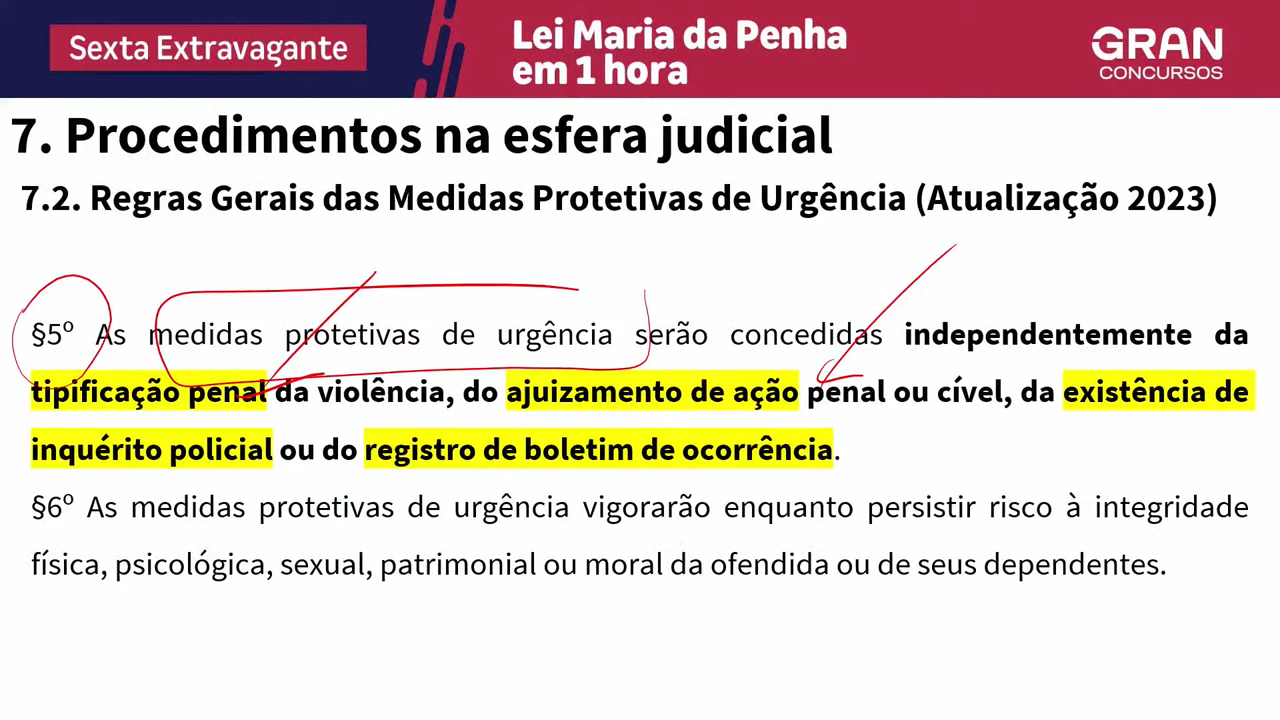 Sexta Extravagante
Lei Maria da Penha
em 1 hora
GRAN
CONCURSOS
7. Procedimentos na esfera judicial
7.2. Regras Gerais das Medidas Protetivas de Urgência (Atualização 2023)
§5º As medidas protetivas de urgência serão concedidas independentemente da
tipificação penal da violência, do ajuizamento de ação penal ou cível, da existência de
inquérito policial ou do registro de boletim de ocorrência.
§6º As medidas protetivas de urgência vigorarão enquanto persistir risco à integridade
física, psicológica, sexual, patrimonial ou moral da ofendida ou de seus dependentes.